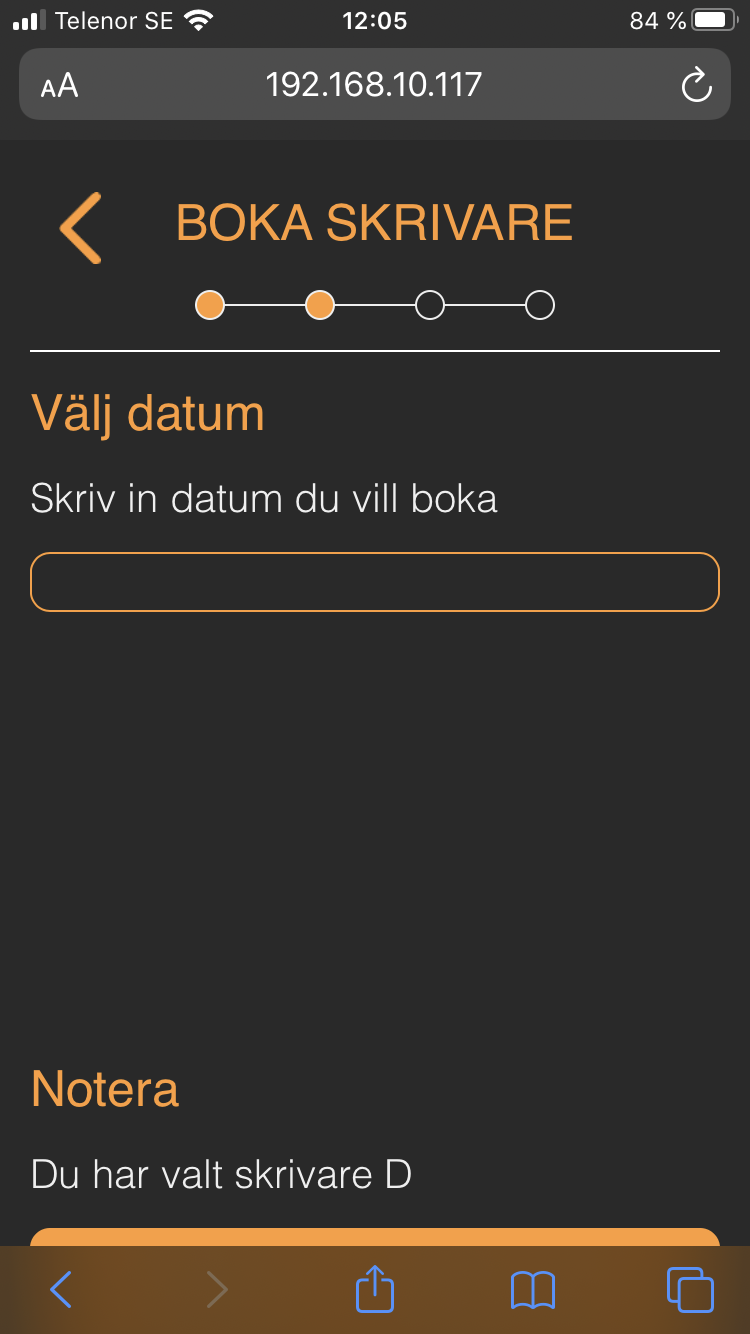 Telenor SE 12:05 84 %
AA 192.168.10.117
BOKA SKRIVARE
Välj datum
Skriv in datum du vill boka
Notera
Du har valt skrivare D